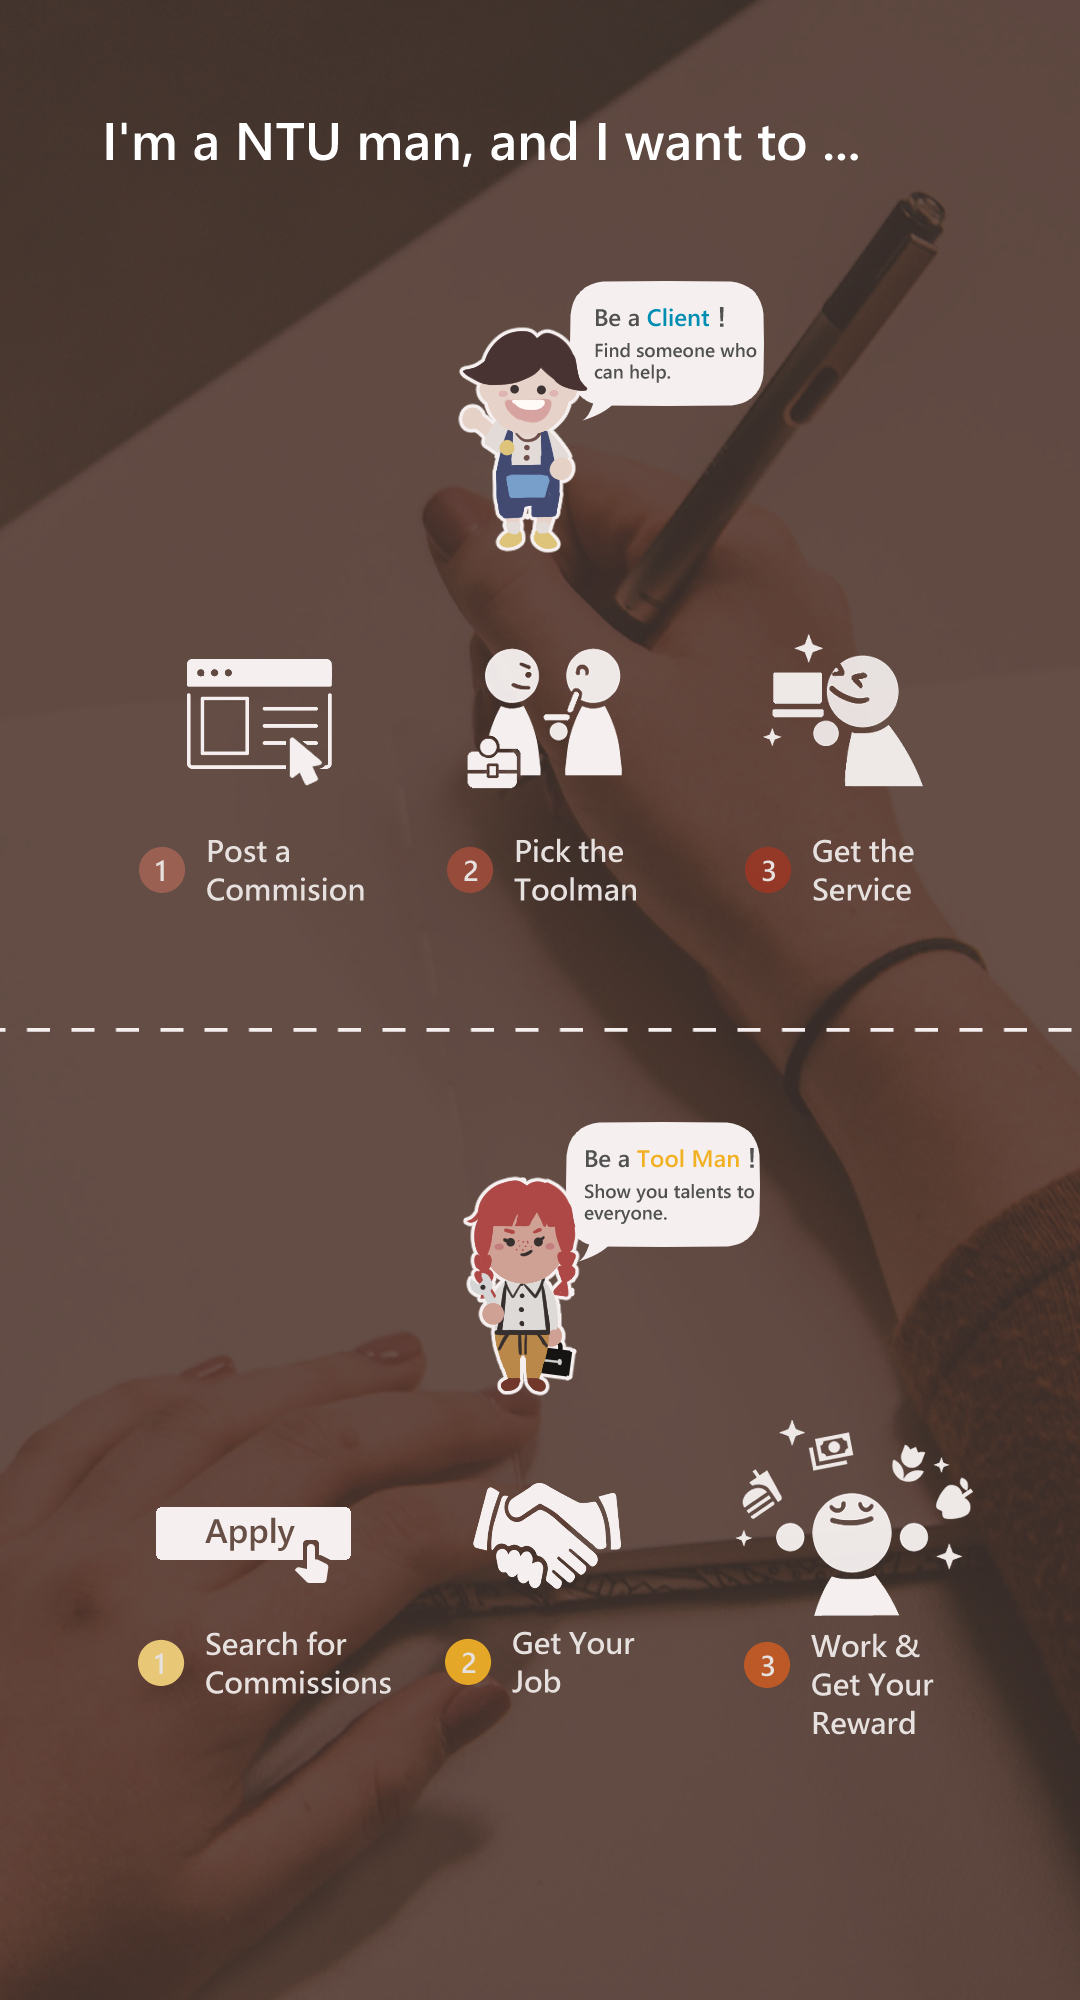 I'm a NTU man, and I want to ...
Be a Client !
Find someone who
can help.
1
Post a
Commision
2
Pick the
Toolman
3
Get the
Service
Be a Tool Man !
Show you talents to
everyone.
Apply
1
Search for
Commissions
2
Get Your
Job
3
Work &
Get Your
Reward